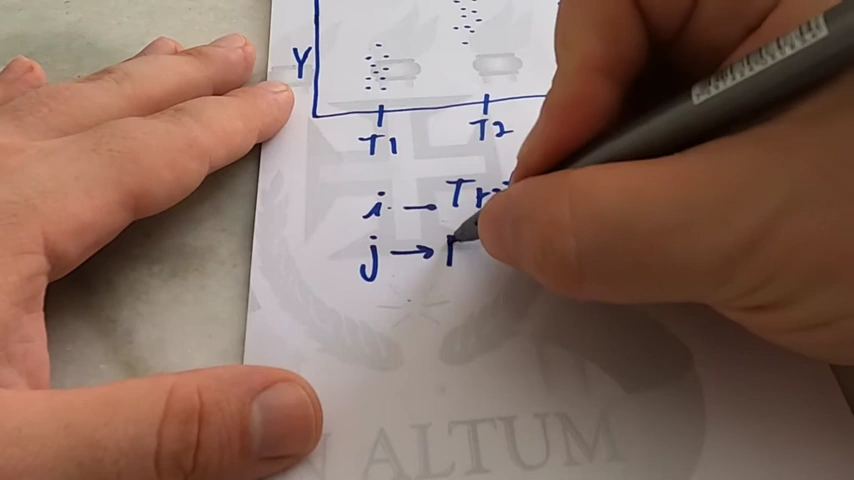 Y
T1 T2
i → Tr
j →
N ALTUM